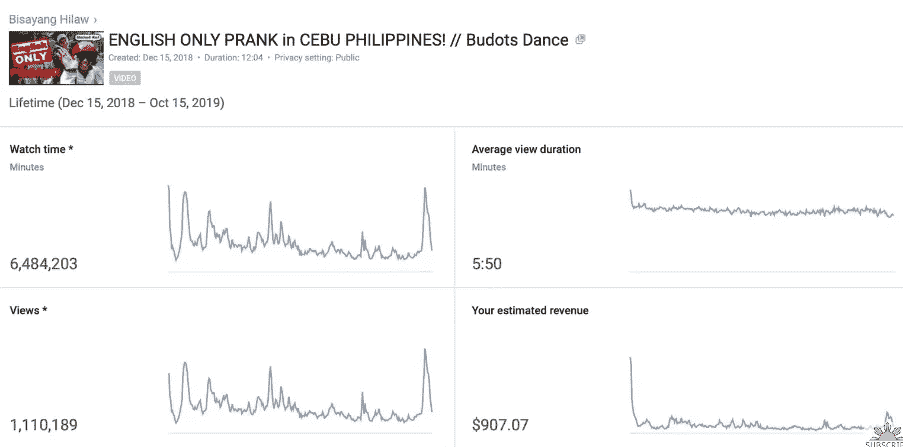 Bisayang Hilaw ›
ENGLISH ONLY PRANK in CEBU PHILIPPINES! // Budots Dance
Created: Dec 15, 2018 • Duration: 12:04 • Privacy setting: Public
VIDEO
Lifetime (Dec 15, 2018 – Oct 15, 2019)
Watch time *
Minutes
6,484,203
Average view duration
Minutes
5:50
Views *
1,110,189
Your estimated revenue
$907.07